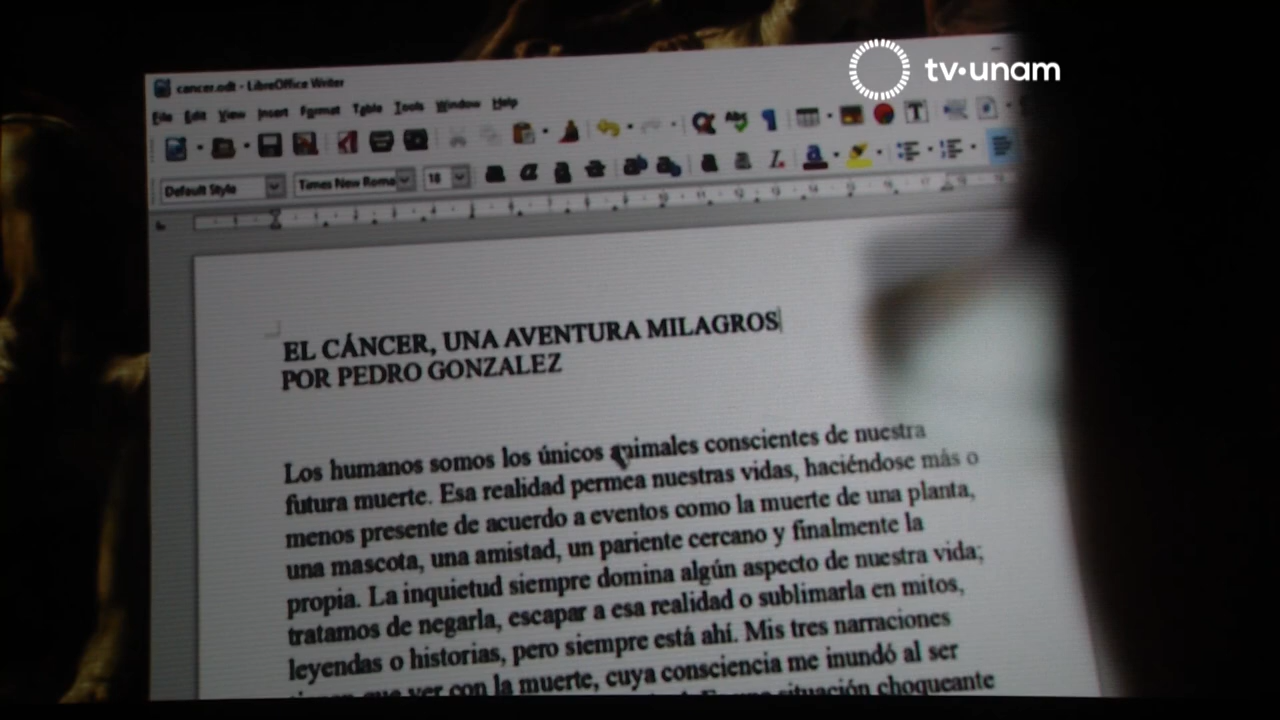 tv·unam
cancer.odt - LibreOffice Writer
File Edit View Insert Format Table Tools Window Help
Default Style Times New Roma 18
EL CÁNCER, UNA AVENTURA MILAGROS
POR PEDRO GONZALEZ
Los humanos somos los únicos animales conscientes de nuestra
futura muerte. Esa realidad permea nuestras vidas, haciéndose más o
menos presente de acuerdo a eventos como la muerte de una planta,
una mascota, una amistad, un pariente cercano y finalmente la
propia. La inquietud siempre domina algún aspecto de nuestra vida;
tratamos de negarla, escapar a esa realidad o sublimarla en mitos,
leyendas o historias, pero siempre está ahí. Mis tres narraciones
tienen que ver con la muerte, cuya consciencia me inundó al ser
situación choqueante